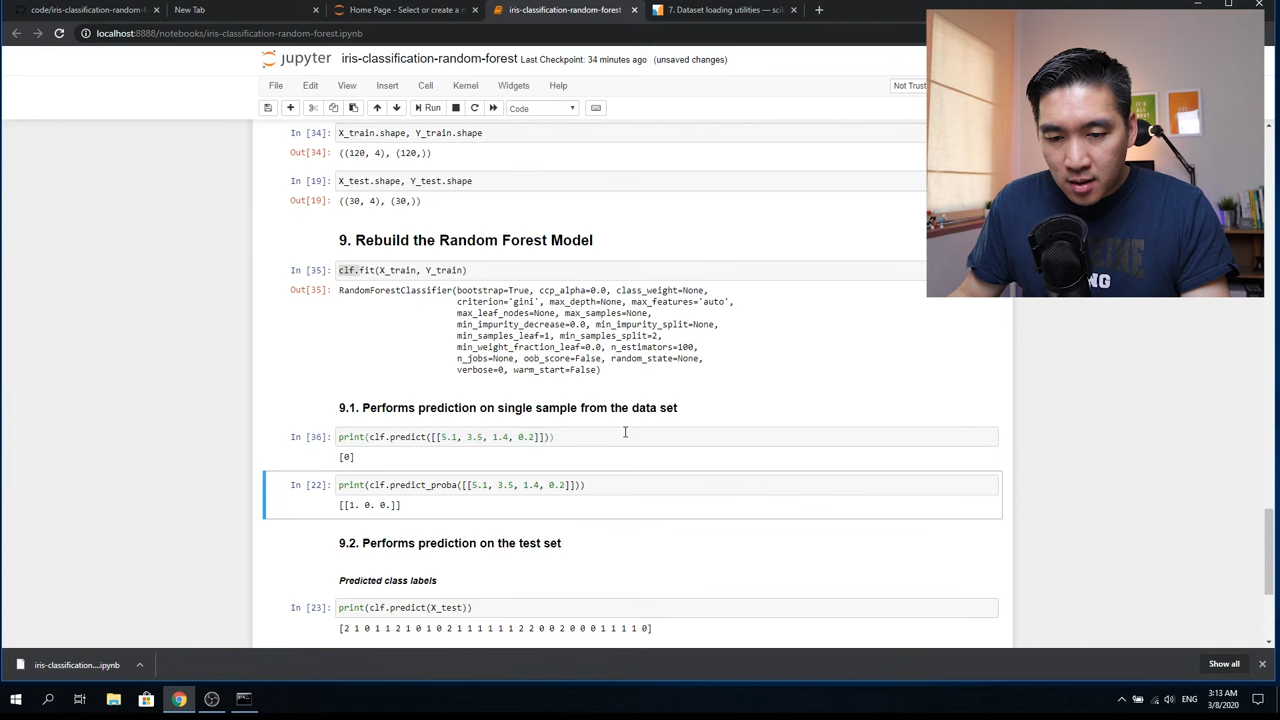 code/iris-classification-random-f
New Tab
Home Page - Select or create a n
iris-classification-random-forest
7. Dataset loading utilities — scik
localhost:8888/notebooks/iris-classification-random-forest.ipynb
jupyter iris-classification-random-forest Last Checkpoint: 34 minutes ago (unsaved changes)
File Edit View Insert Cell Kernel Widgets Help
Not Trust
Run
Code
In [34]: X_train.shape, Y_train.shape
Out[34]: ((120, 4), (120,))
In [19]: X_test.shape, Y_test.shape
Out[19]: ((30, 4), (30,))
9. Rebuild the Random Forest Model
In [35]: clf.fit(X_train, Y_train)
Out[35]: RandomForestClassifier(bootstrap=True, ccp_alpha=0.0, class_weight=None,
criterion='gini', max_depth=None, max_features='auto',
max_leaf_nodes=None, max_samples=None,
min_impurity_decrease=0.0, min_impurity_split=None,
min_samples_leaf=1, min_samples_split=2,
min_weight_fraction_leaf=0.0, n_estimators=100,
n_jobs=None, oob_score=False, random_state=None,
verbose=0, warm_start=False)
9.1. Performs prediction on single sample from the data set
In [36]: print(clf.predict([[5.1, 3.5, 1.4, 0.2]]))
[0]
In [22]: print(clf.predict_proba([[5.1, 3.5, 1.4, 0.2]]))
[[1. 0. 0.]]
9.2. Performs prediction on the test set
Predicted class labels
In [23]: print(clf.predict(X_test))
[2 1 0 1 1 2 1 0 1 0 2 1 1 1 1 1 1 2 2 0 0 2 0 0 0 1 1 1 1 0]
iris-classification....ipynb
Show all
ENG
3:13 AM
3/8/2020